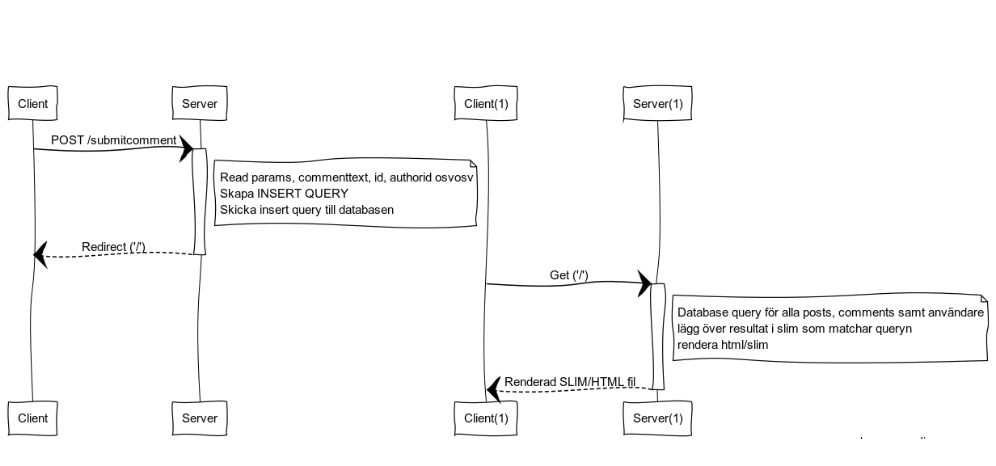 Client
Server
Client(1)
Server(1)
POST /submitcomment
Read params, commenttext, id, authorid osvosv
Skapa INSERT QUERY
Skicka insert query till databasen
Redirect ('/')
Get ('/')
Database query för alla posts, comments samt användare
lägg över resultat i slim som matchar queryn
rendera html/slim
Renderad SLIM/HTML fil
Client
Server
Client(1)
Server(1)